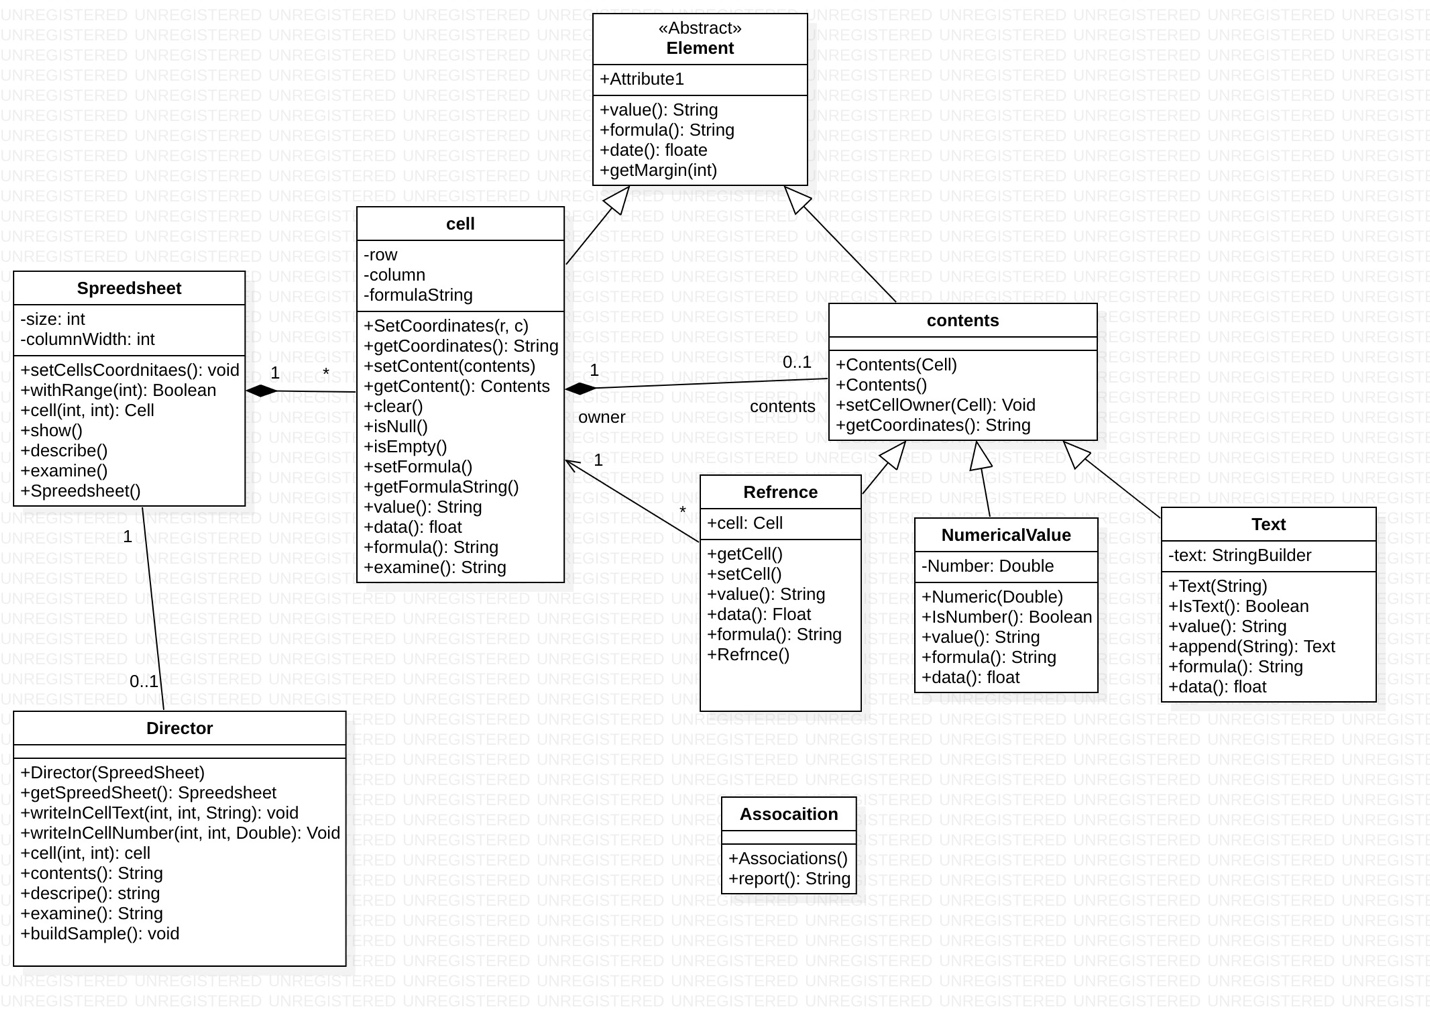 «Abstract»
Element
+Attribute1
+value(): String
+formula(): String
+date(): floate
+getMargin(int)
cell
-row
-column
-formulaString
+SetCoordinates(r, c)
+getCoordinates(): String
+setContent(contents)
+getContent(): Contents
+clear()
+isNull()
+isEmpty()
+setFormula()
+getFormulaString()
+value(): String
+data(): float
+formula(): String
+examine(): String
Spreedsheet
-size: int
-columnWidth: int
+setCellsCoordnitaes(): void
+withRange(int): Boolean
+cell(int, int): Cell
+show()
+describe()
+examine()
+Spreedsheet()
1
*
1
0..1
owner
contents
1
*
contents
+Contents(Cell)
+Contents()
+setCellOwner(Cell): Void
+getCoordinates(): String
Refrence
+cell: Cell
+getCell()
+setCell()
+value(): String
+data(): Float
+formula(): String
+Refrnce()
NumericalValue
-Number: Double
+Numeric(Double)
+IsNumber(): Boolean
+value(): String
+formula(): String
+data(): float
Text
-text: StringBuilder
+Text(String)
+IsText(): Boolean
+value(): String
+append(String): Text
+formula(): String
+data(): float
1
0..1
Director
+Director(SpreedSheet)
+getSpreedSheet(): Spreedsheet
+writeInCellText(int, int, String): void
+writeInCellNumber(int, int, Double): Void
+cell(int, int): cell
+contents(): String
+descripe(): string
+examine(): String
+buildSample(): void
Assocaition
+Associations()
+report(): String
UNREGISTERED